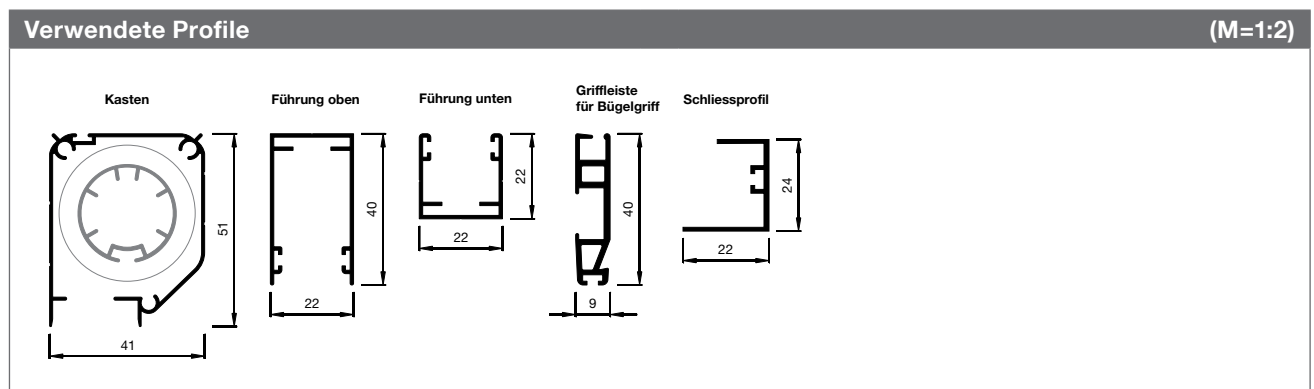 Verwendete Profile (M=1:2)
Kasten
Führung oben
Führung unten
Griffleiste
für Bügelgriff
Schliessprofil
51
41
40
22
22
22
40
9
24
22